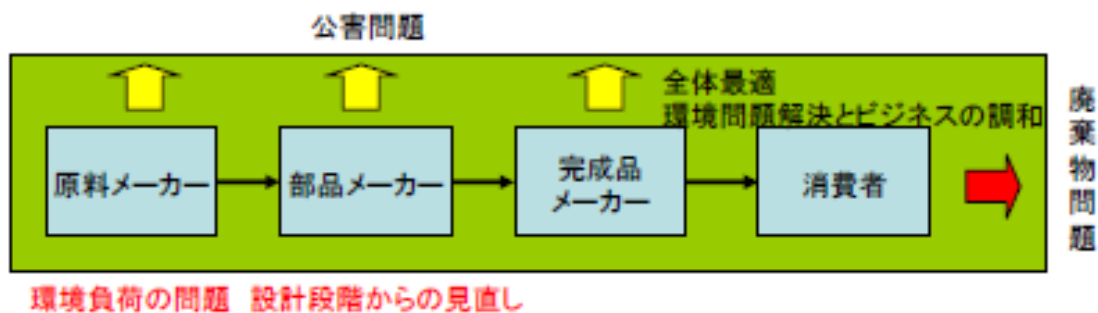 公害問題
全体最適
環境問題解決とビジネスの調和
原料メーカー
部品メーカー
完成品
メーカー
消費者
廃棄物問題
環境負荷の問題 設計段階からの見直し